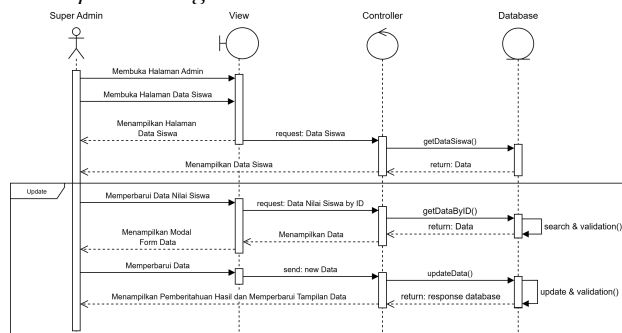 Super Admin
View
Controller
Database
Membuka Halaman Admin
Membuka Halaman Data Siswa
Menampilkan Halaman
Data Siswa
request: Data Siswa
getDataSiswa()
Menampilkan Data Siswa
return: Data
Update
Memperbarui Data Nilai Siswa
request: Data Nilai Siswa by ID
getDataByID()
Menampilkan Modal
Form Data
Menampilkan Data
return: Data
search & validation()
Memperbarui Data
send: new Data
updateData()
Menampilkan Pemberitahuan Hasil dan Memperbarui Tampilan Data
return: response database
update & validation()